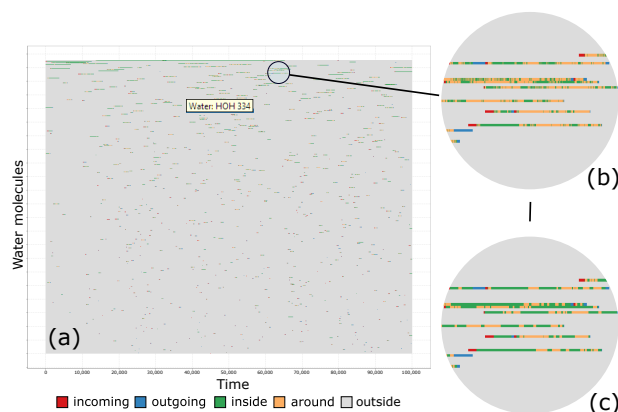 Water: HOH 334
Water molecules
(a)
(b)
(c)
0 10,000 20,000 30,000 40,000 50,000 60,000 70,000 80,000 90,000 100,000
Time
incoming outgoing inside around outside